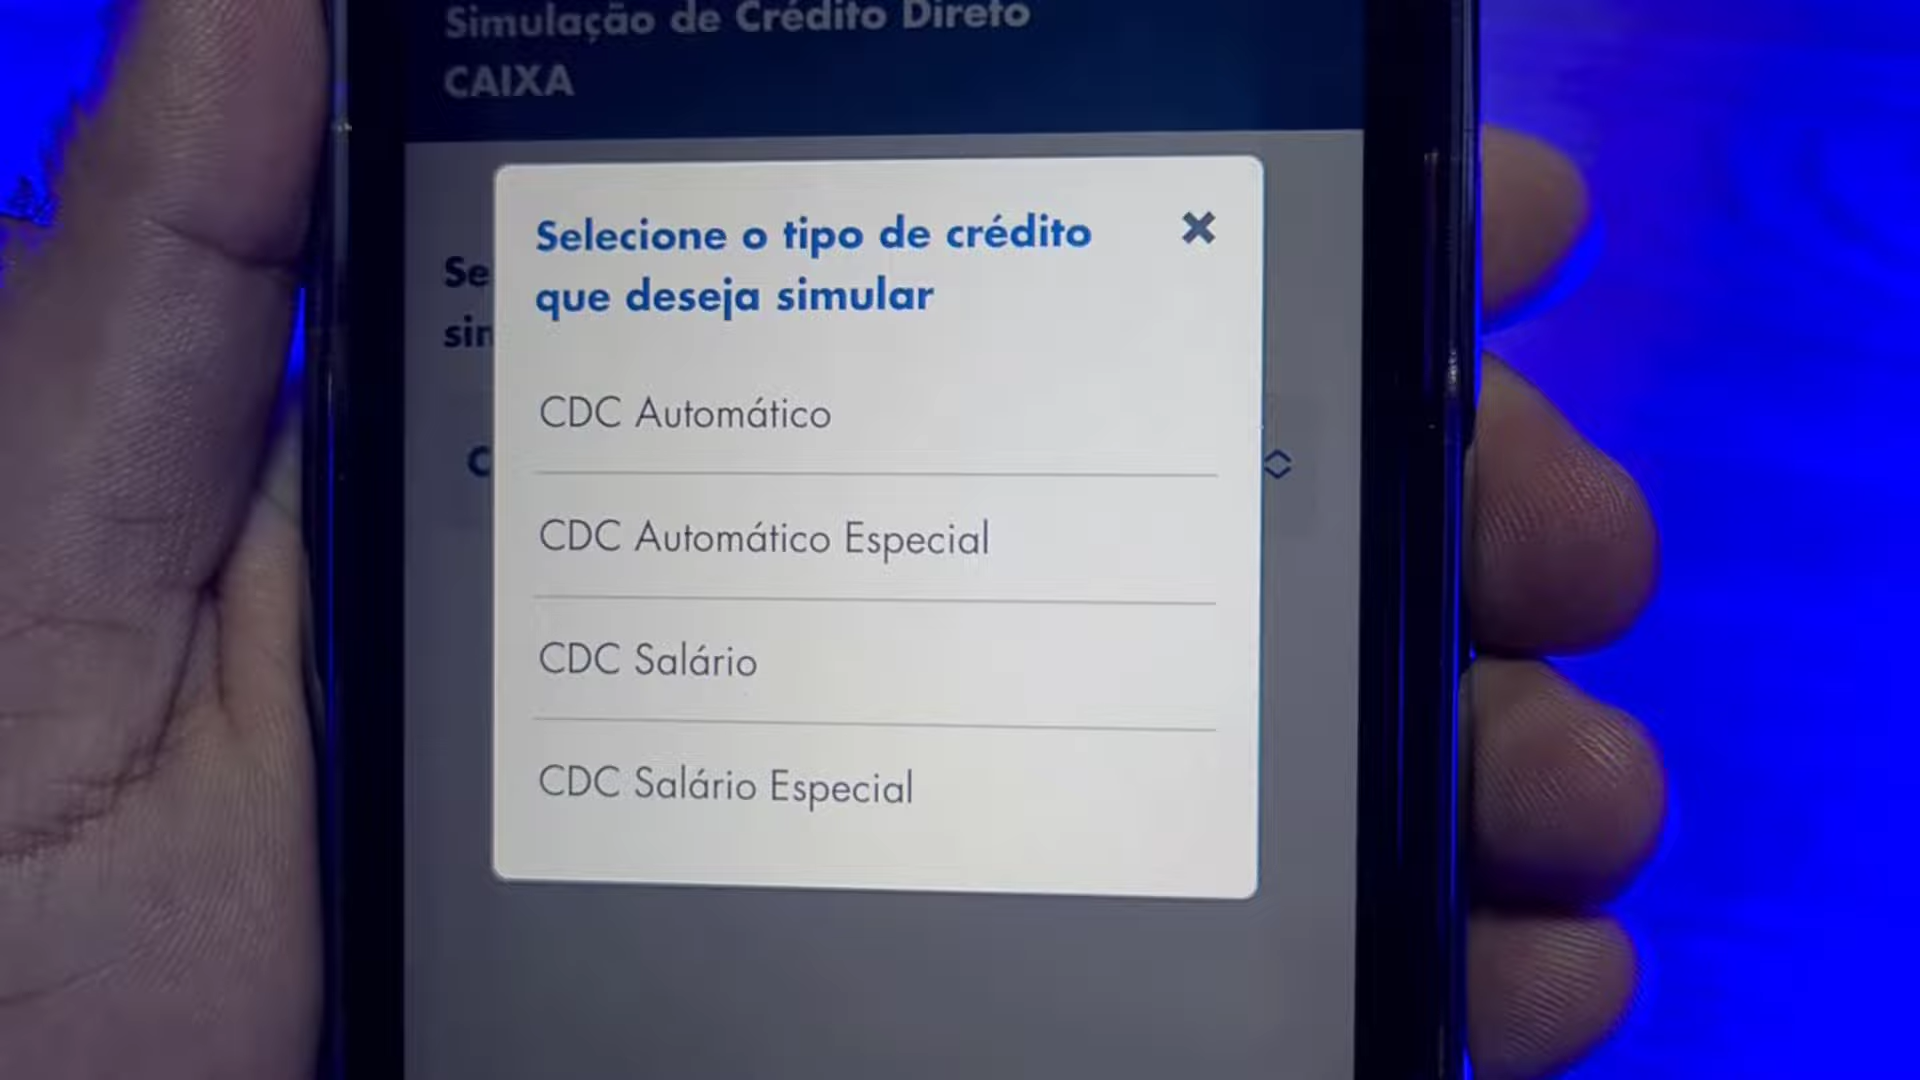 Simulação de Crédito Direto
CAIXA
Selecione o tipo de crédito
que deseja simular
CDC Automático
CDC Automático Especial
CDC Salário
CDC Salário Especial